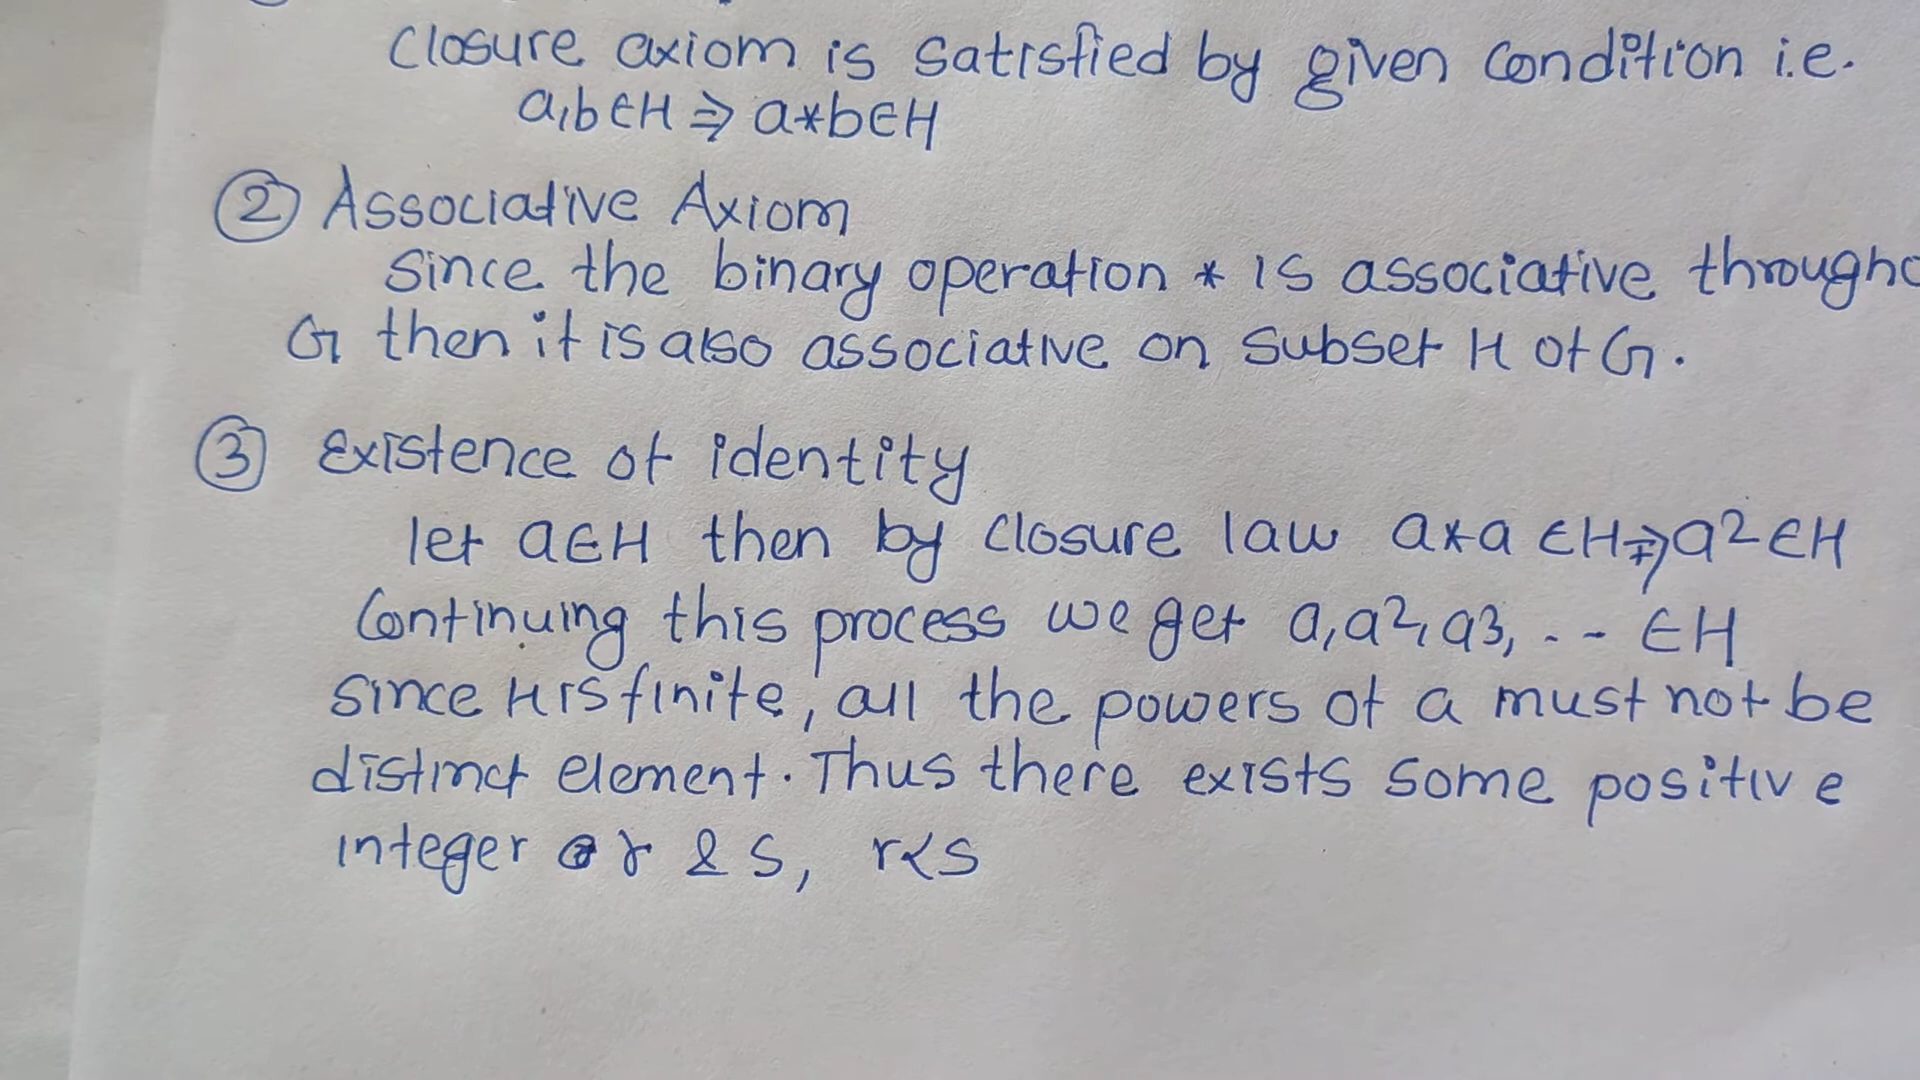 Closure axiom is satisfied by given condition i.e.
a,b∈H ⇒ a*b∈H
② Associative Axiom
Since the binary operation * is associative througho
G then it is also associative on subset H of G.
③ Existence of identity
let a∈H then by closure law a*a ∈H⇒a² ∈H
Continuing this process we get a,a²,a3, .-- ∈H
since H is finite, all the powers of a must not be
distinct element. Thus there exists some positive
integer r & s, r<s